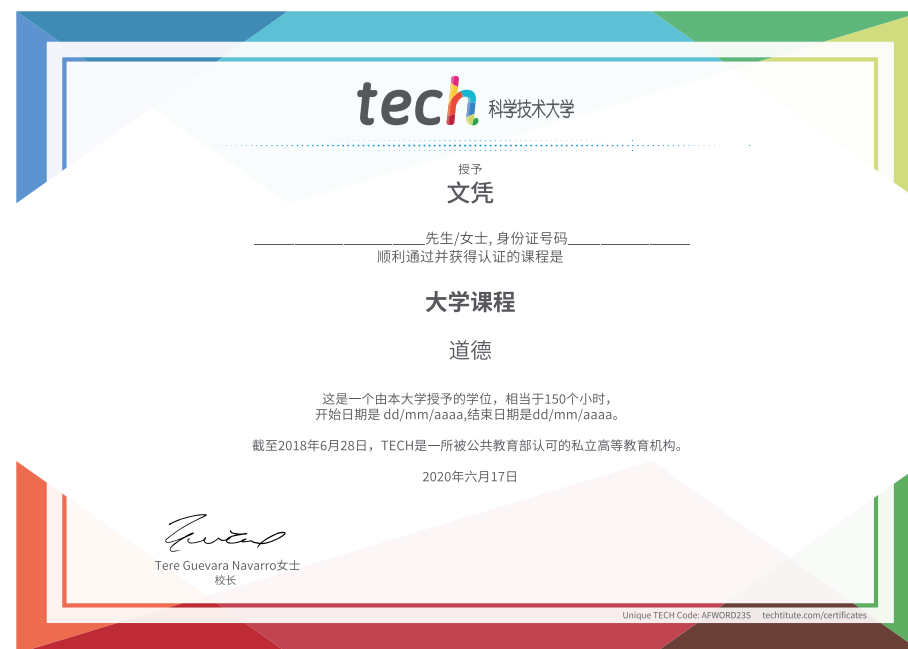 tech 科学技术大学
授予
文凭
____________________先生/女士, 身份证号码_______________
顺利通过并获得认证的课程是
大学课程
道德
这是一个由本大学授予的学位，相当于150个小时，
开始日期是 dd/mm/aaaa,结束日期是dd/mm/aaaa。
截至2018年6月28日，TECH是一所被公共教育部认可的私立高等教育机构。
2020年六月17日
Tere Guevara Navarro女士
校长
Unique TECH Code: AFWORD23S techtitute.com/certificates